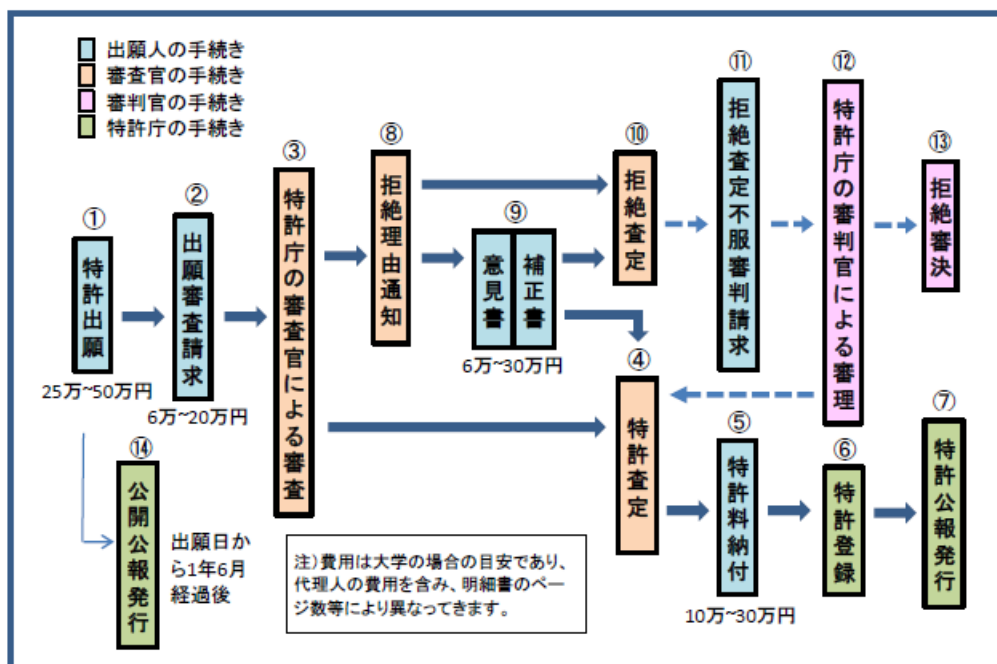 出願人の手続き
審査官の手続き
審判官の手続き
特許庁の手続き
①
特許出願
25万~50万円
②
出願審査請求
6万~20万円
③
特許庁の審査官による審査
⑧
拒絶理由通知
⑨
意見書
補正書
6万~30万円
⑩
拒絶査定
⑪
拒絶査定不服審判請求
⑫
特許庁の審判官による審理
⑬
拒絶審決
④
特許査定
⑤
特許料納付
10万~30万円
⑥
特許登録
⑦
特許公報発行
⑭
公開公報発行
出願日か
ら1年6月
経過後
注）費用は大学の場合の目安であり、
代理人の費用を含み、明細書のペー
ジ数等により異なってきます。